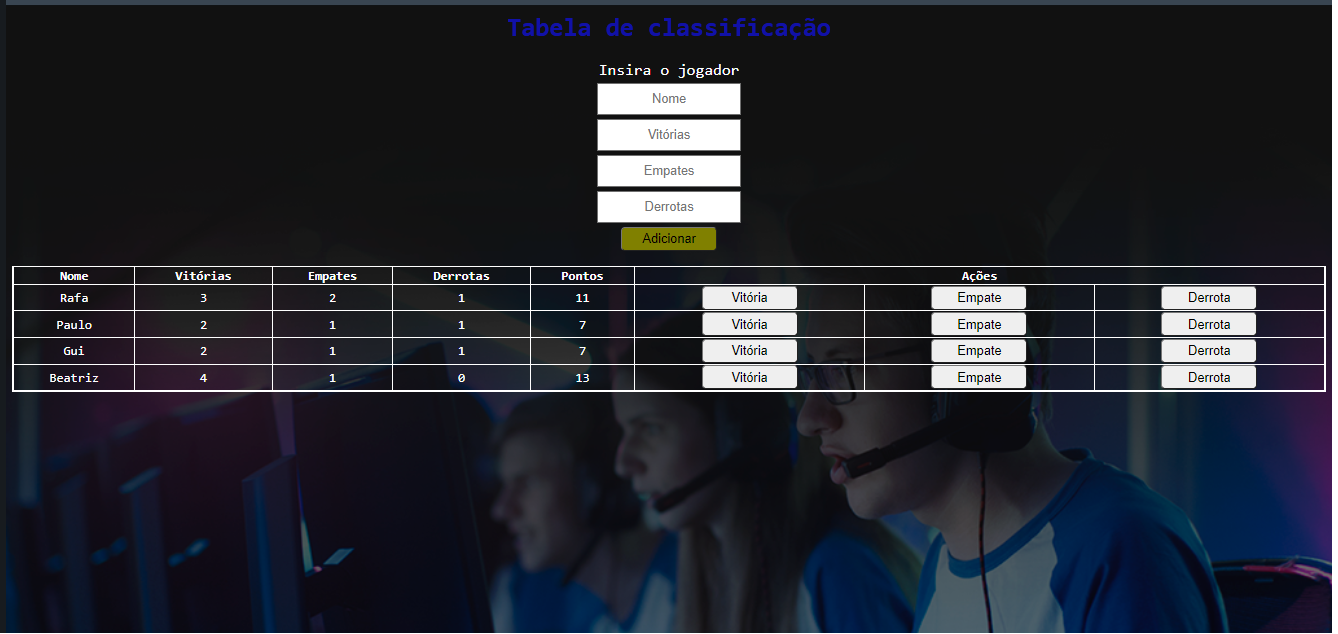 Tabela de classificação
Insira o jogador
Nome
Vitórias
Empates
Derrotas
Adicionar
Nome Vitórias Empates Derrotas Pontos Ações
Rafa 3 2 1 11 Vitória Empate Derrota
Paulo 2 1 1 7 Vitória Empate Derrota
Gui 2 1 1 7 Vitória Empate Derrota
Beatriz 4 1 0 13 Vitória Empate Derrota